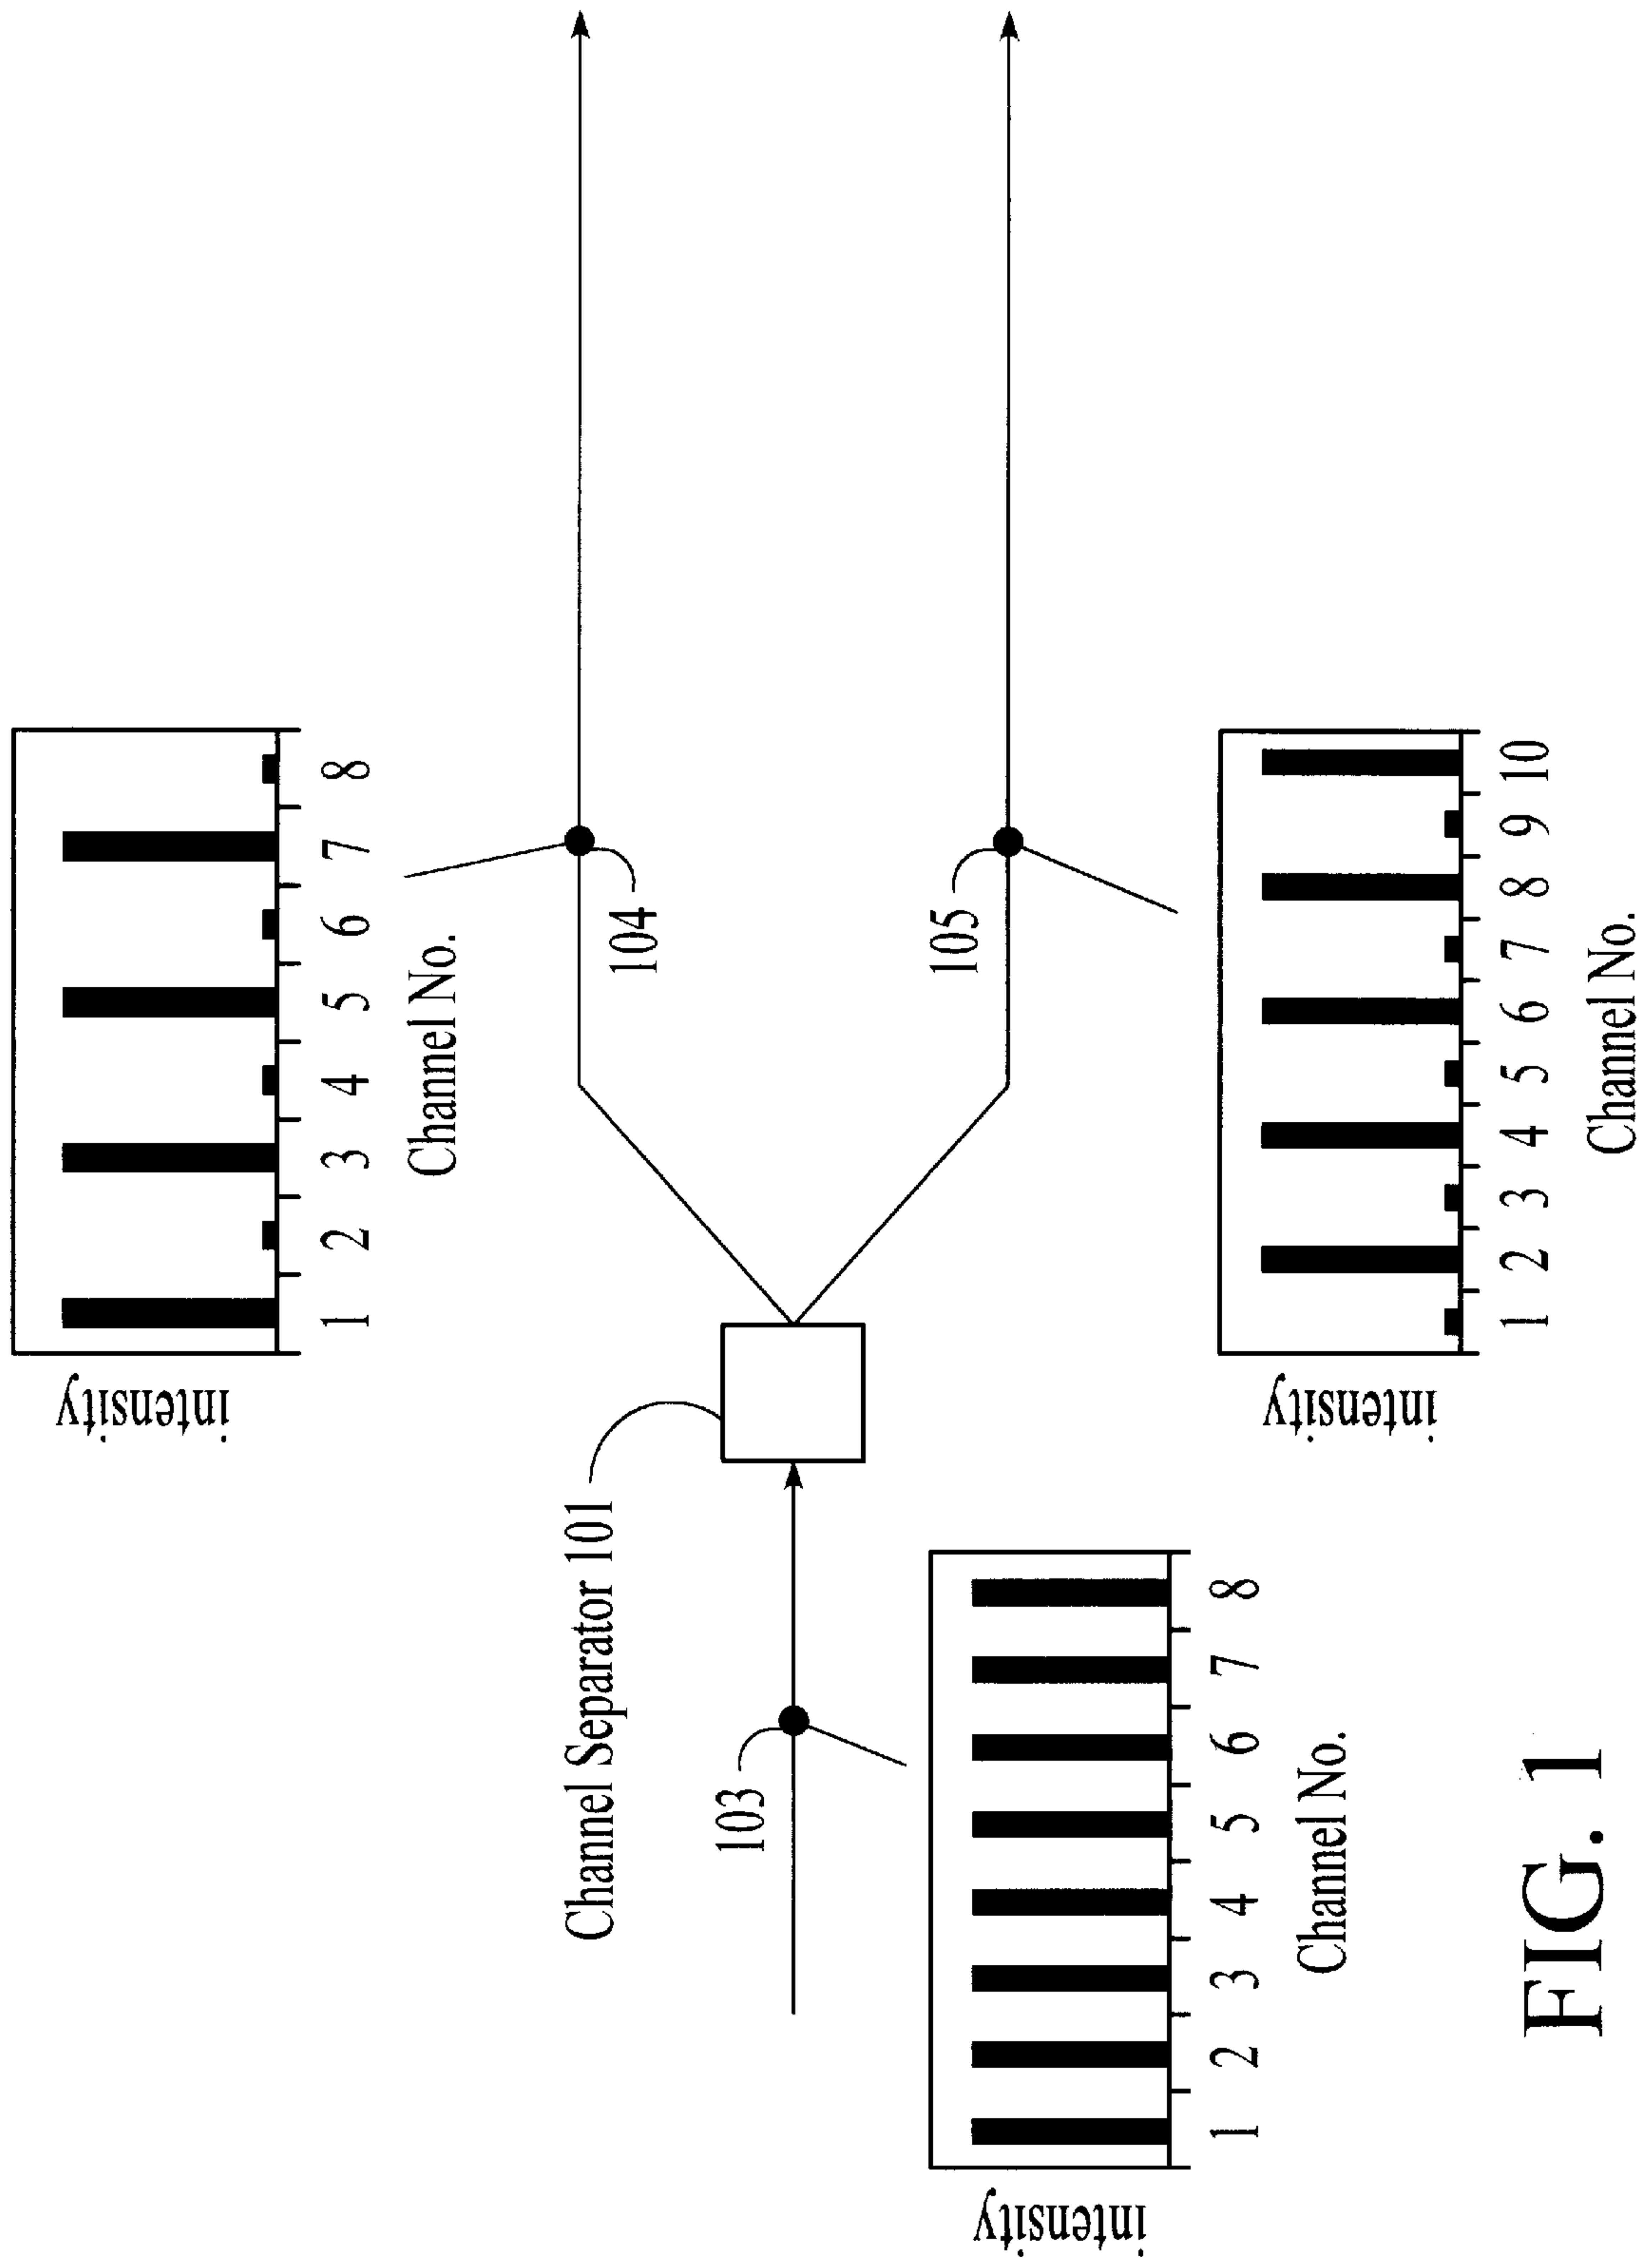 intensity
1 2 3 4 5 6 7 8
Channel No.
104
Channel Separator 101
103
intensity
1 2 3 4 5 6 7 8
Channel No.
105
intensity
1 2 3 4 5 6 7 8 9 10
Channel No.
FIG. 1